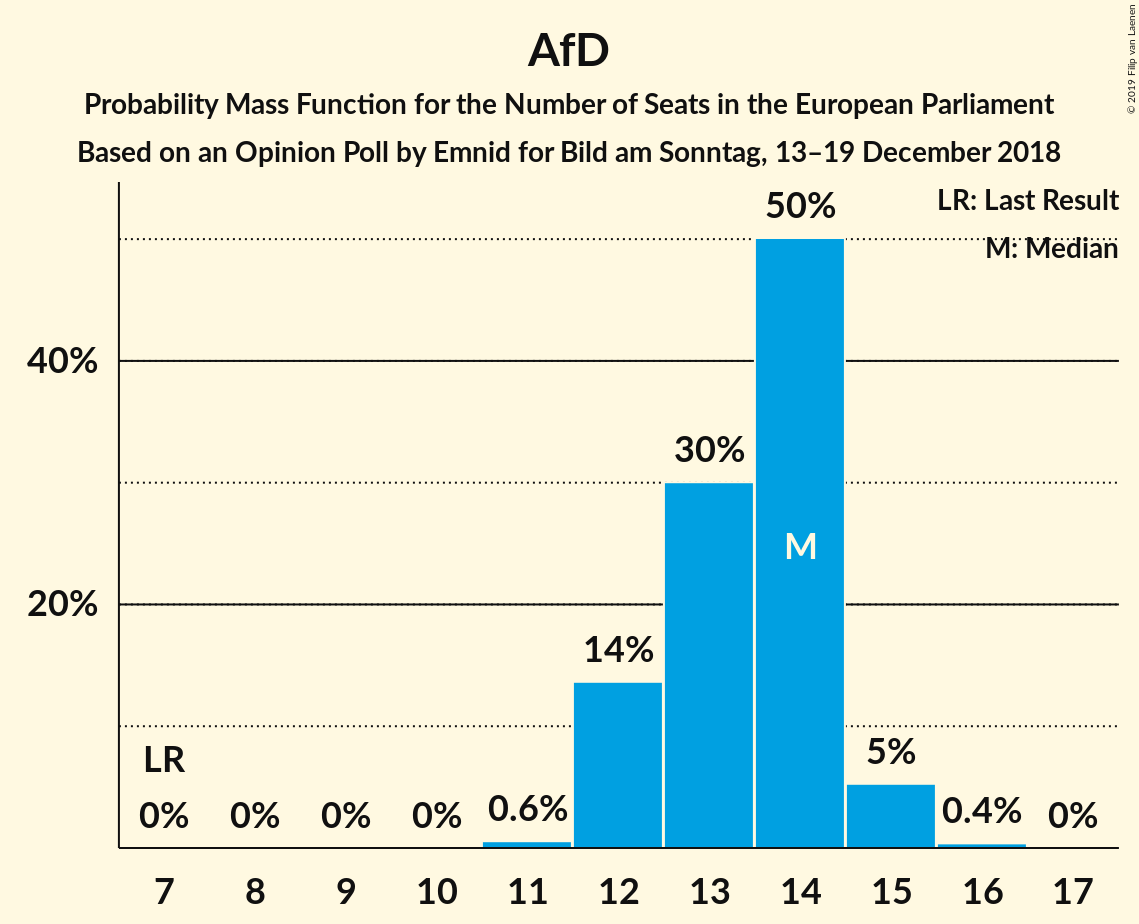 AfD
Probability Mass Function for the Number of Seats in the European Parliament
Based on an Opinion Poll by Emnid for Bild am Sonntag, 13–19 December 2018
© 2019 Filip van Laenen
LR: Last Result
M: Median
50%
40%
30%
M
20%
14%
LR
5%
0% 0% 0% 0% 0.6% 0.4% 0%
7 8 9 10 11 12 13 14 15 16 17